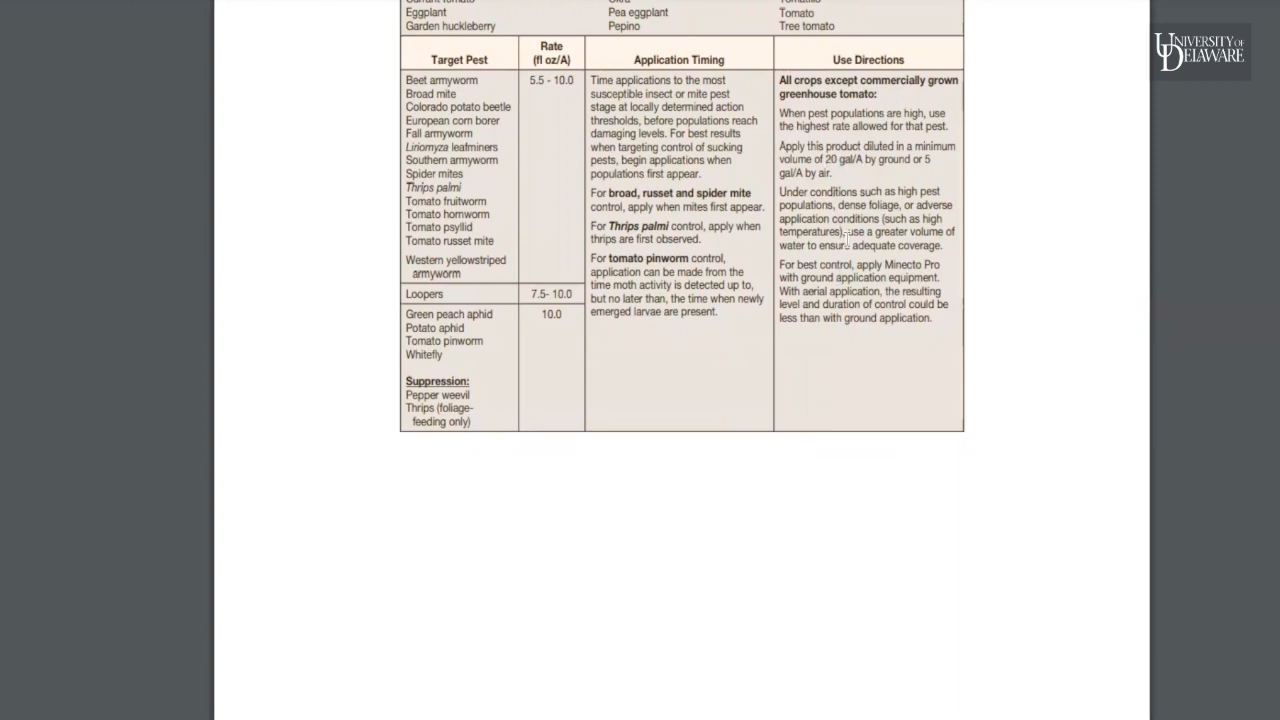 Eggplant Pea eggplant Tomato
Garden huckleberry Pepino Tree tomato
Target Pest
Rate
(fl oz/A)
Application Timing
Use Directions
Beet armyworm
Broad mite
Colorado potato beetle
European corn borer
Fall armyworm
Liriomyza leafminers
Southern armyworm
Spider mites
Thrips palmi
Tomato fruitworm
Tomato hornworm
Tomato psyllid
Tomato russet mite
Western yellowstriped
armyworm
5.5 - 10.0
Loopers
7.5- 10.0
Green peach aphid
Potato aphid
Tomato pinworm
Whitefly
Suppression:
Pepper weevil
Thrips (foliage-
feeding only)
10.0
Time applications to the most
susceptible insect or mite pest
stage at locally determined action
thresholds, before populations reach
damaging levels. For best results
when targeting control of sucking
pests, begin applications when
populations first appear.
For broad, russet and spider mite
control, apply when mites first appear.
For Thrips palmi control, apply when
thrips are first observed.
For tomato pinworm control,
application can be made from the
time moth activity is detected up to,
but no later than, the time when newly
emerged larvae are present.
All crops except commercially grown
greenhouse tomato:
When pest populations are high, use
the highest rate allowed for that pest.
Apply this product diluted in a minimum
volume of 20 gal/A by ground or 5
gal/A by air.
Under conditions such as high pest
populations, dense foliage, or adverse
application conditions (such as high
temperatures), use a greater volume of
water to ensure adequate coverage.
For best control, apply Minecto Pro
with ground application equipment.
With aerial application, the resulting
level and duration of control could be
less than with ground application.
UNIVERSITY OF
DELAWARE